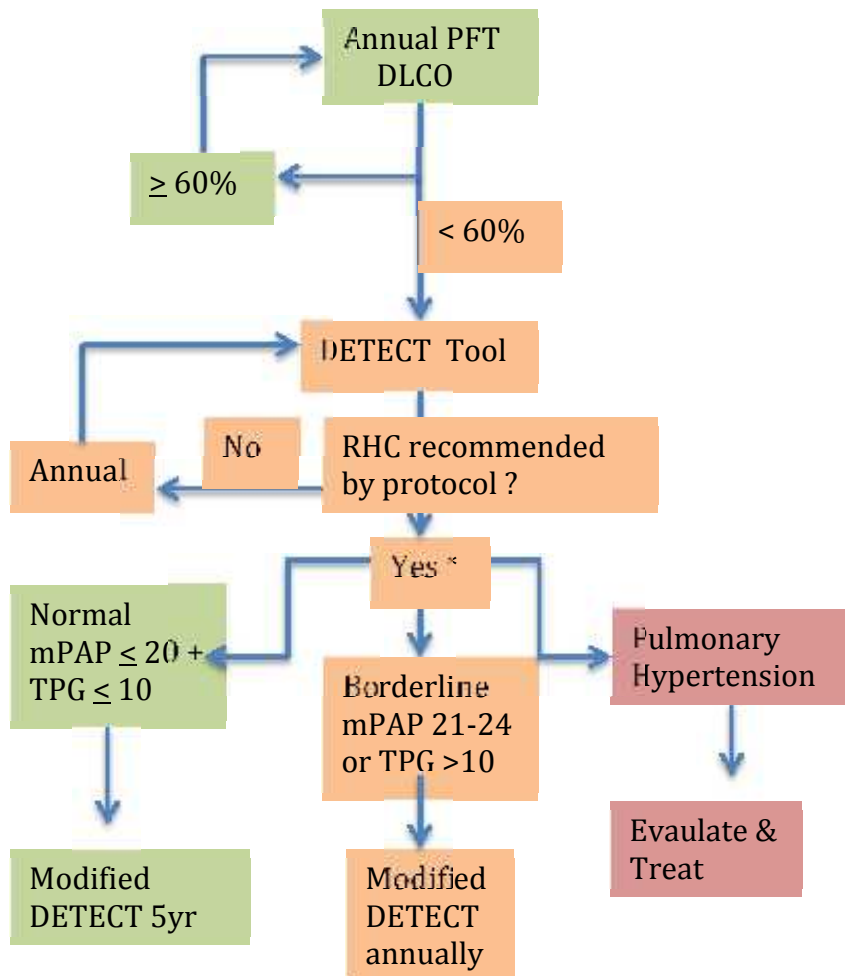 Annual PFT
DLCO
≥ 60%
< 60%
DETECT Tool
Annual
No
RHC recommended
by protocol ?
Yes *
Normal
mPAP ≤ 20 +
TPG ≤ 10
Borderline
mPAP 21-24
or TPG >10
Pulmonary
Hypertension
Modified
DETECT 5yr
Modified
DETECT
annually
Evaulate &
Treat